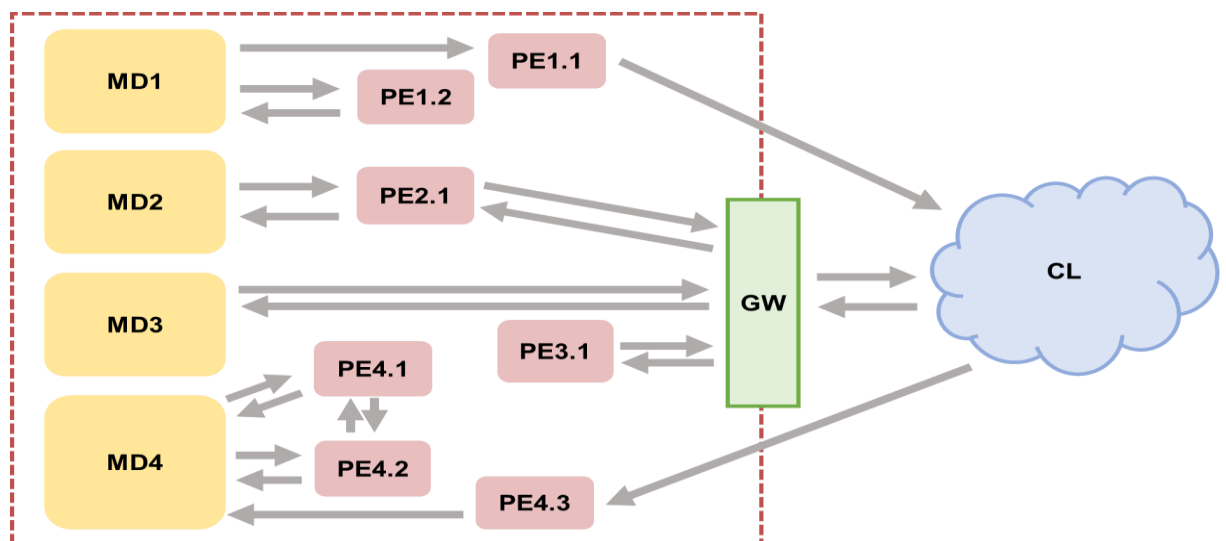 MD1
PE1.1
PE1.2
MD2
PE2.1
MD3
GW
CL
PE3.1
PE4.1
MD4
PE4.2
PE4.3